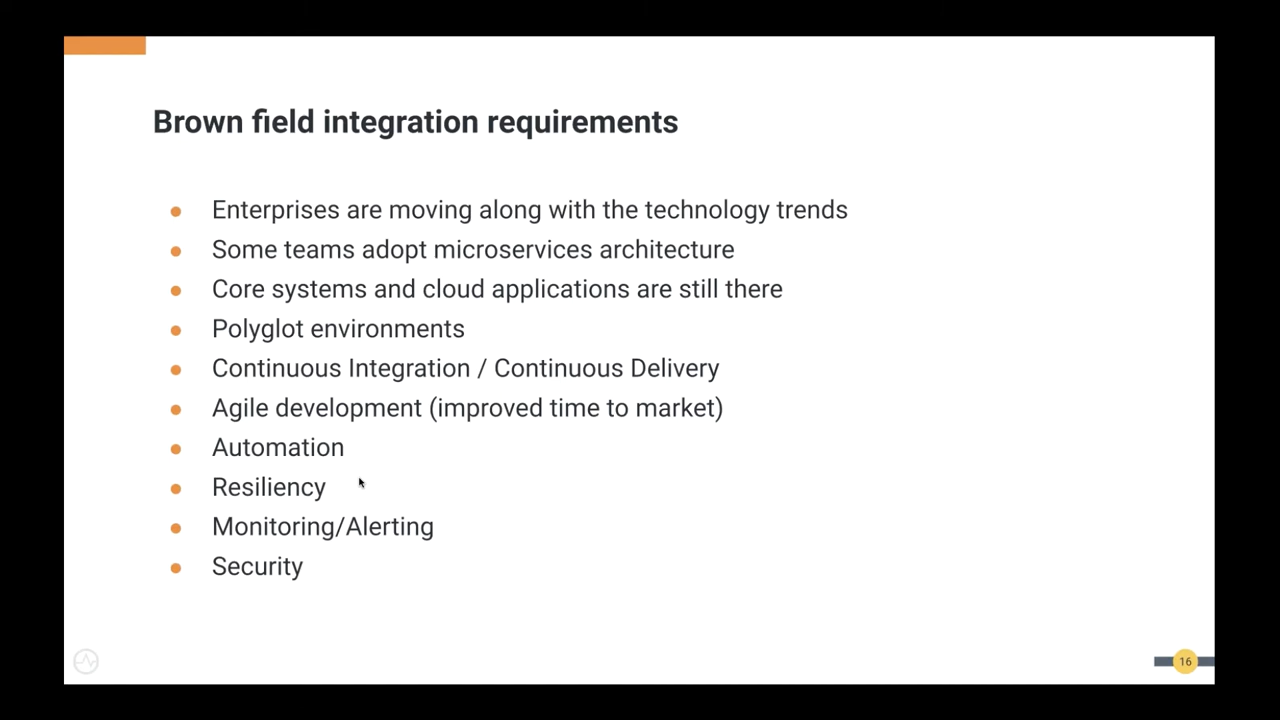 Brown field integration requirements
Enterprises are moving along with the technology trends
Some teams adopt microservices architecture
Core systems and cloud applications are still there
Polyglot environments
Continuous Integration / Continuous Delivery
Agile development (improved time to market)
Automation
Resiliency
Monitoring/Alerting
Security
16